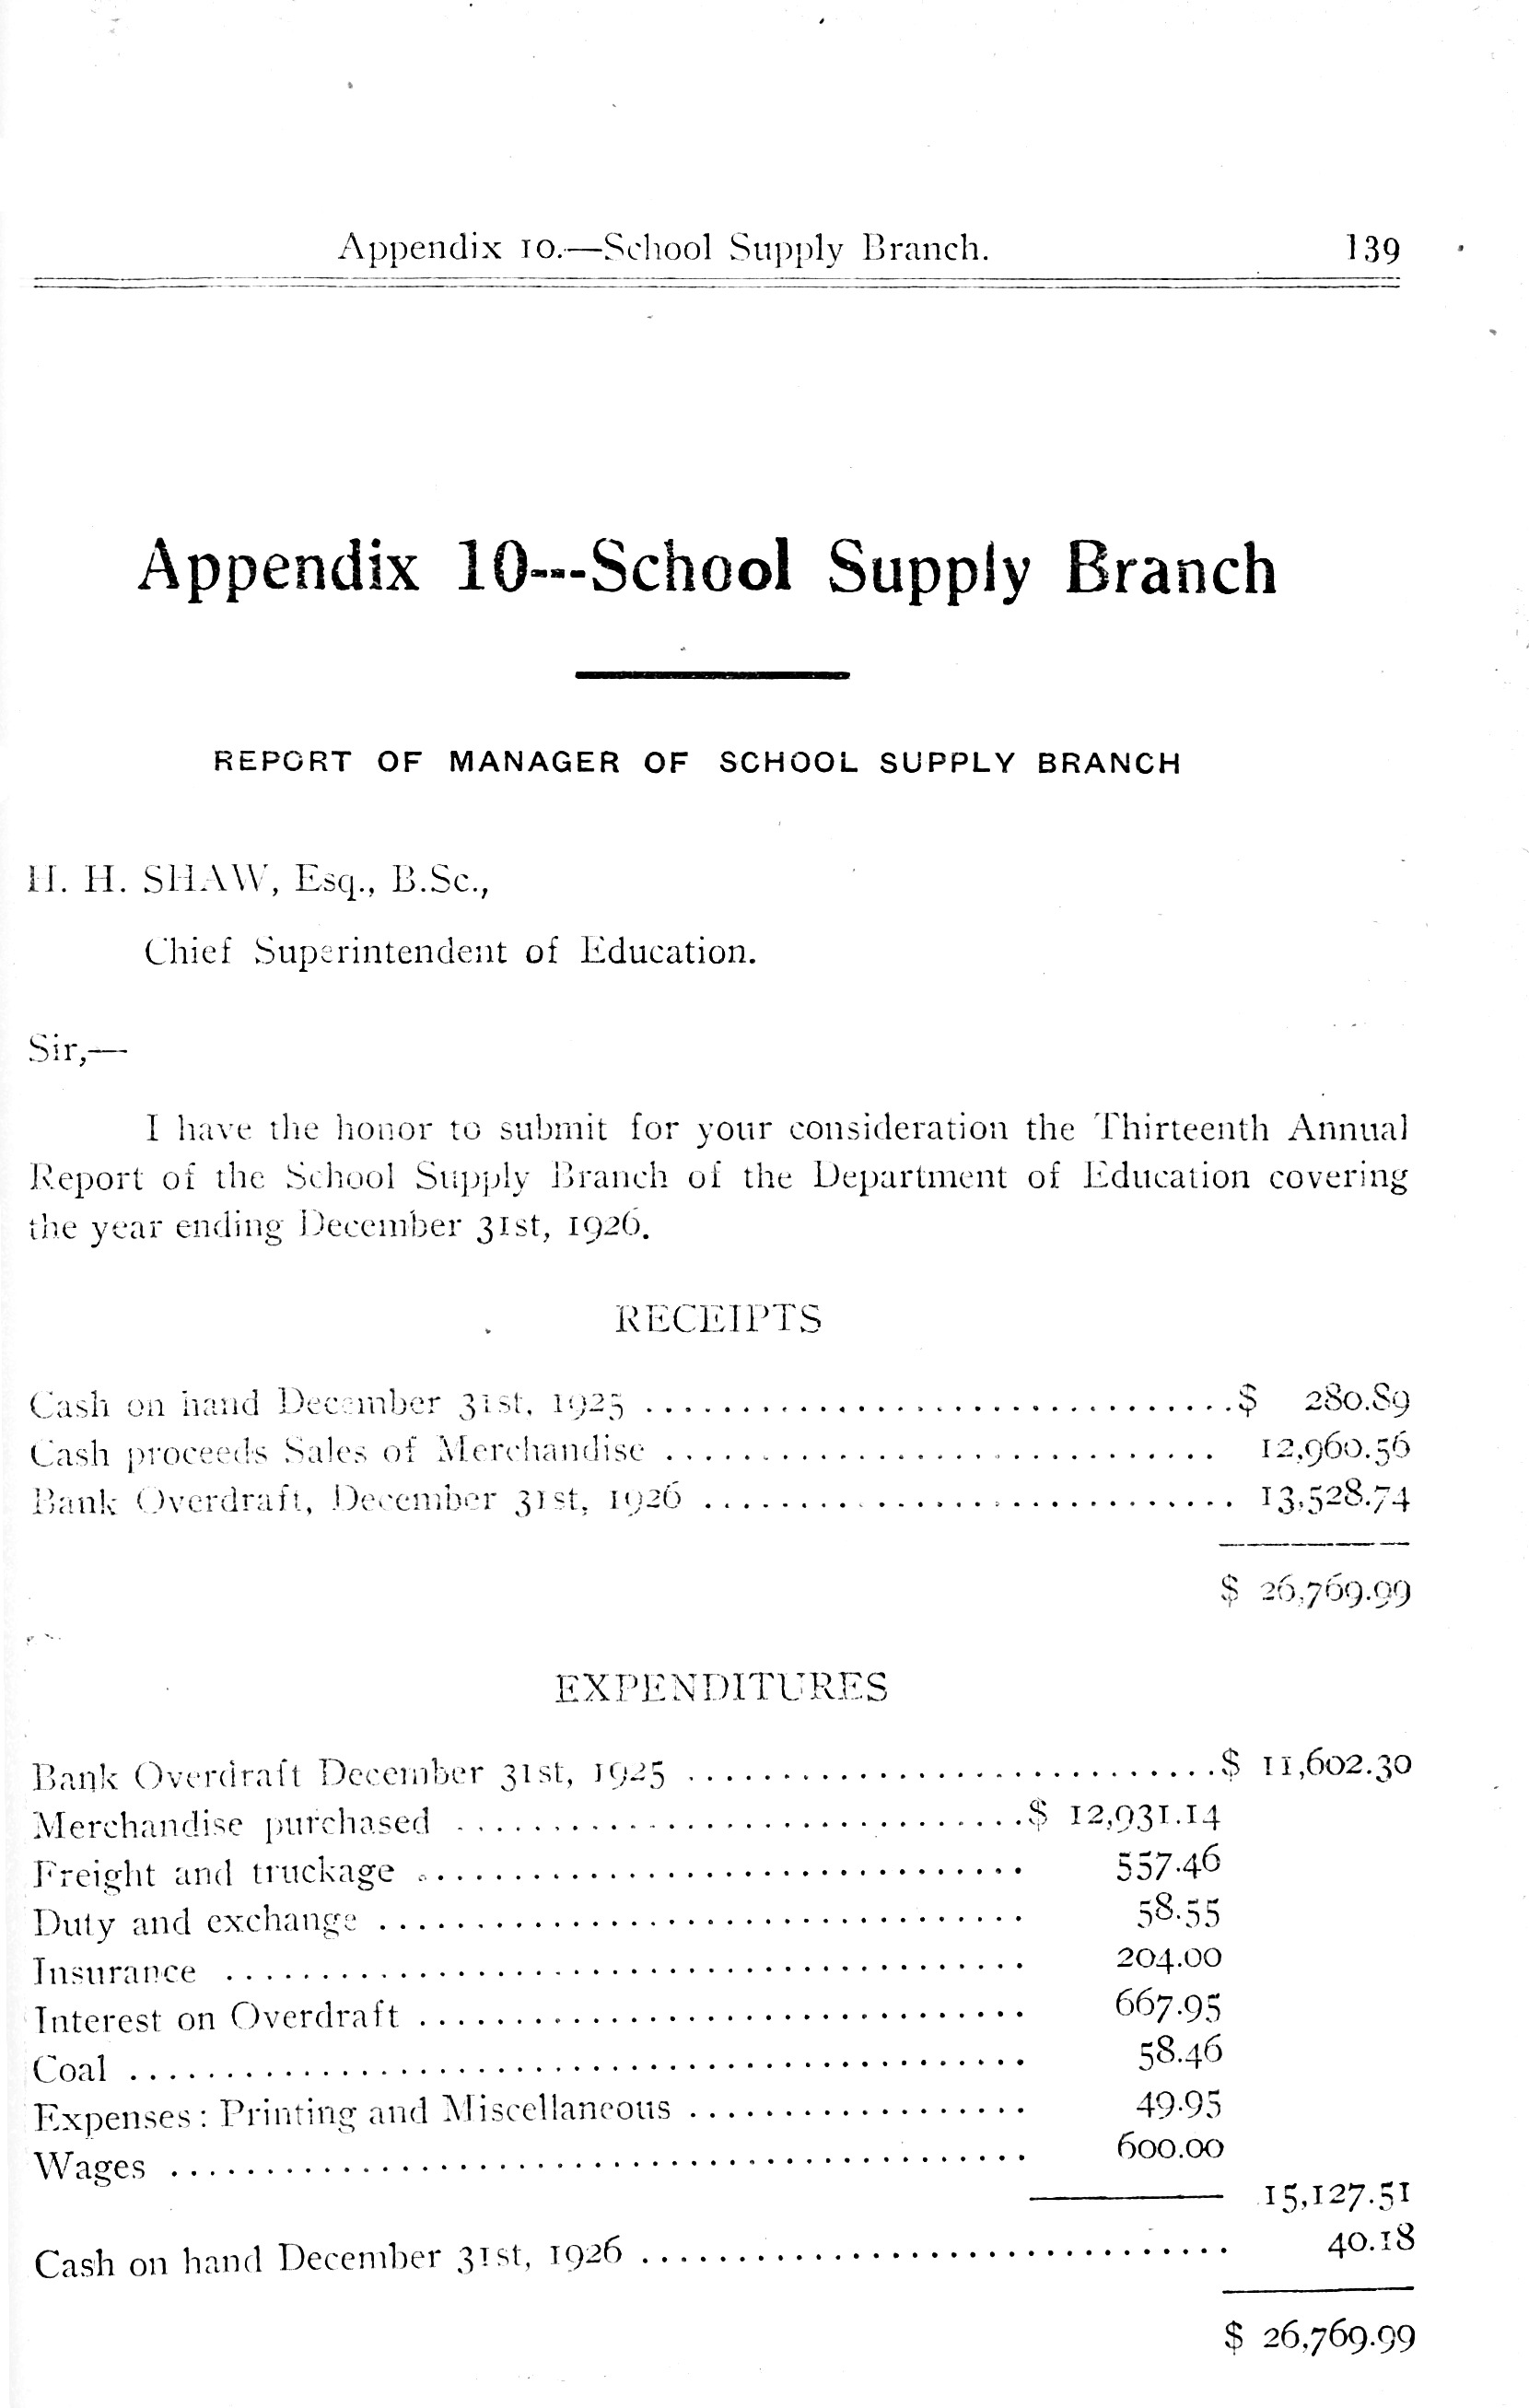 Appendix 10.—School Supply Branch. 139
Appendix 10---School Supply Branch
REPORT OF MANAGER OF SCHOOL SUPPLY BRANCH
H. H. SHAW, Esq., B.Sc.,
Chief Superintendent of Education.
Sir,—
I have the honor to submit for your consideration the Thirteenth Annual
Report of the School Supply Branch of the Department of Education covering
the year ending December 31st, 1926.
RECEIPTS
Cash on hand December 31st, 1925 ...............................$ 280.89
Cash proceeds Sales of Merchandise ............................. 12,960.56
Bank Overdraft, December 31st, 1926 ............................ 13,528.74
$ 26,769.99
EXPENDITURES
Bank Overdraft December 31st, 1925 ............................$ 11,602.30
Merchandise purchased ..............................$ 12,931.14
Freight and truckage ................................ 557.46
Duty and exchange .................................. 58.55
Insurance .......................................... 204.00
Interest on Overdraft ................................ 667.95
Coal ............................................... 58.46
Expenses: Printing and Miscellaneous .................. 49.95
Wages ............................................. 600.00
15,127.51
Cash on hand December 31st, 1926 ............................... 40.18
$ 26,769.99